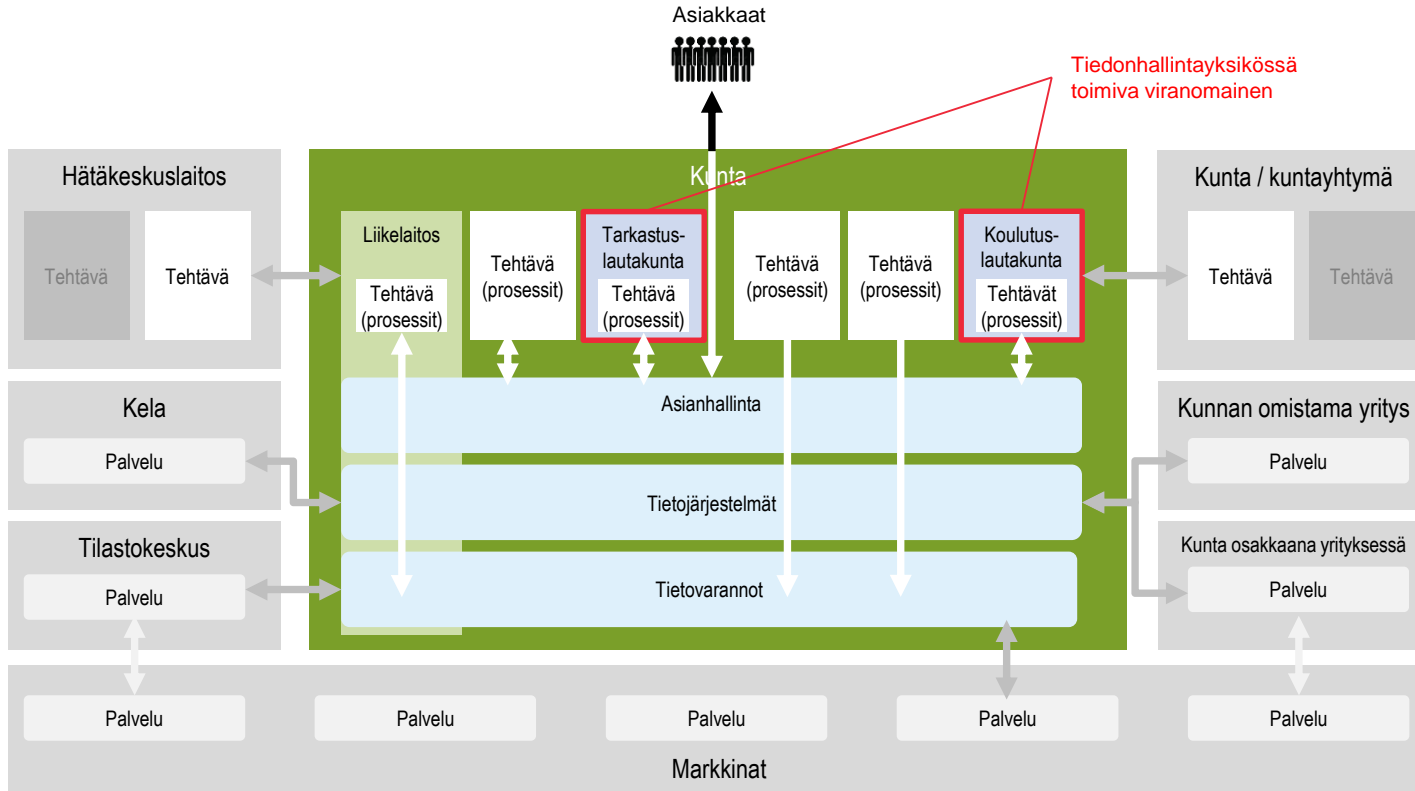 Asiakkaat
Tiedonhallintayksikössä
toimiva viranomainen
Hätäkeskuslaitos
Tehtävä
Tehtävä
Kunta
Liikelaitos
Tehtävä
(prosessit)
Tehtävä
(prosessit)
Tarkastus-
lautakunta
Tehtävä
(prosessit)
Tehtävä
(prosessit)
Tehtävä
(prosessit)
Koulutus-
lautakunta
Tehtävät
(prosessit)
Kunta / kuntayhtymä
Tehtävä
Tehtävä
Kela
Palvelu
Asianhallinta
Kunnan omistama yritys
Palvelu
Tietojärjestelmät
Tilastokeskus
Palvelu
Tietovarannot
Kunta osakkaana yrityksessä
Palvelu
Palvelu
Palvelu
Palvelu
Palvelu
Palvelu
Markkinat